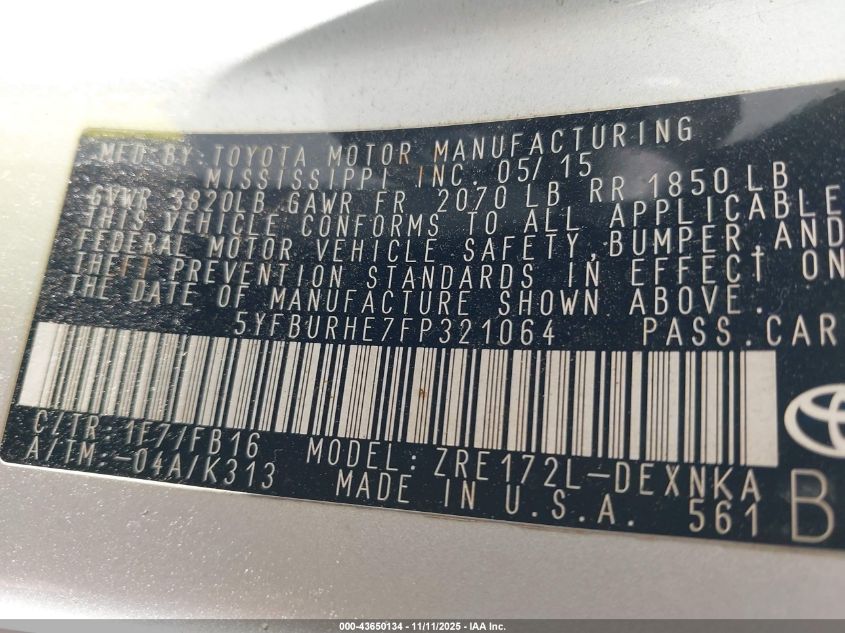 MFD BY TOYOTA MOTOR MANUFACTURING
MISSISSIPPI INC. 05/15
GVWR 3820LB GAWR FR 2070 LB RR 1850 LB
THIS VEHICLE CONFORMS TO ALL APPLICABLE
FEDERAL MOTOR VEHICLE SAFETY, BUMPER, AND
THEFT PREVENTION STANDARDS IN EFFECT ON
THE DATE OF MANUFACTURE SHOWN ABOVE.
5YFBURHE7FP321064 PASS.CAR
C/TR: 1F7/FB16 MODEL: ZRE172L-DEXNKA
A/TM: -04A/K313 MADE IN U.S.A. 561 B
000-43650134 - 11/11/2025 - IAA Inc.